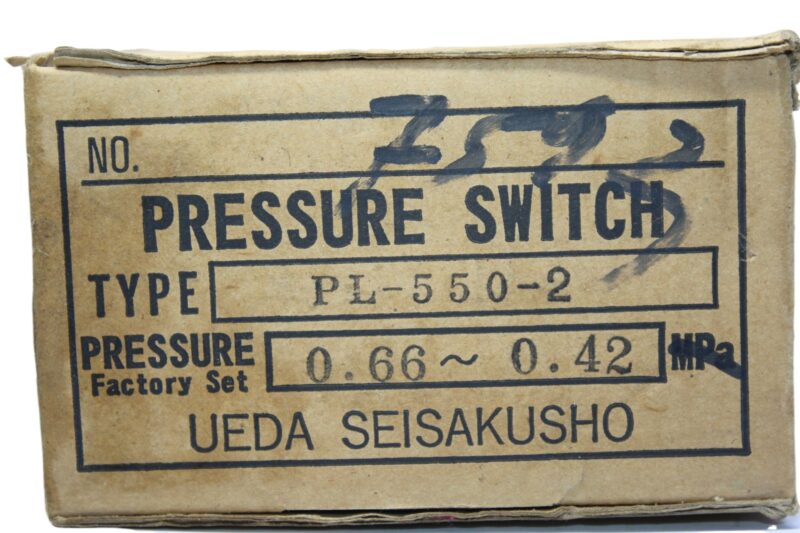 NO.
PRESSURE SWITCH
TYPE PL-550-2
PRESSURE 0.66~0.42 MPa
Factory Set
UEDA SEISAKUSHO